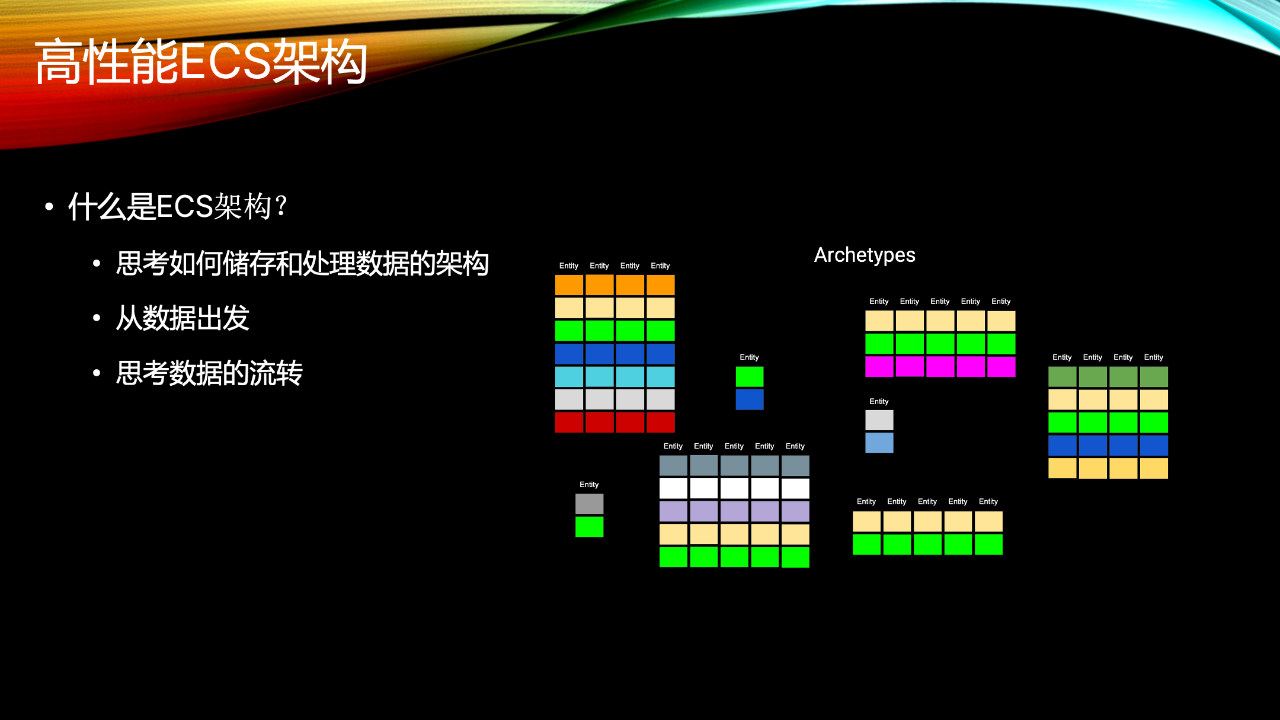 高性能ECS架构
• 什么是ECS架构?
• 思考如何储存和处理数据的架构
• 从数据出发
• 思考数据的流转
Archetypes
Entity Entity Entity Entity
Entity Entity Entity Entity Entity
Entity
Entity Entity Entity Entity
Entity
Entity Entity Entity Entity Entity
Entity
Entity Entity Entity Entity Entity